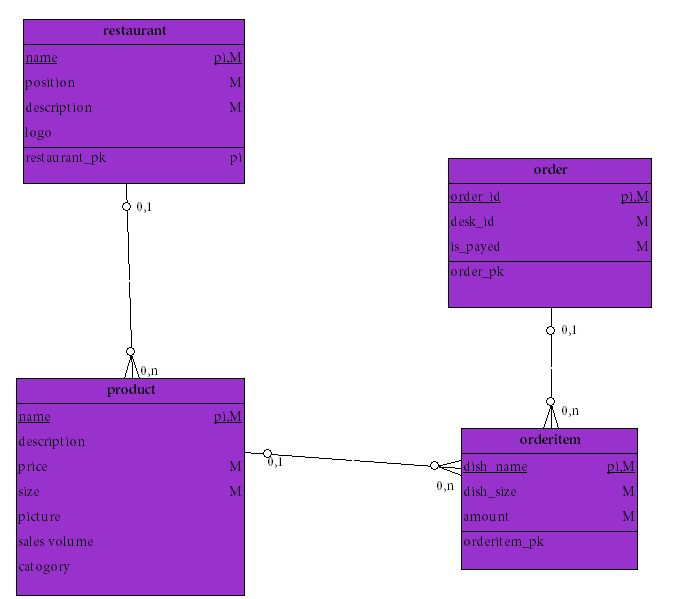 restaurant
name pi,M
position M
description M
logo
restaurant_pk pi
0,1
0,n
order
order_id pi,M
desk_id M
is_payed M
order_pk
0,1
0,n
product
name pi,M
description
price M
size M
picture
sales volume
catogory
0,1
0,n
orderitem
dish_name pi,M
dish_size M
amount M
orderitem_pk